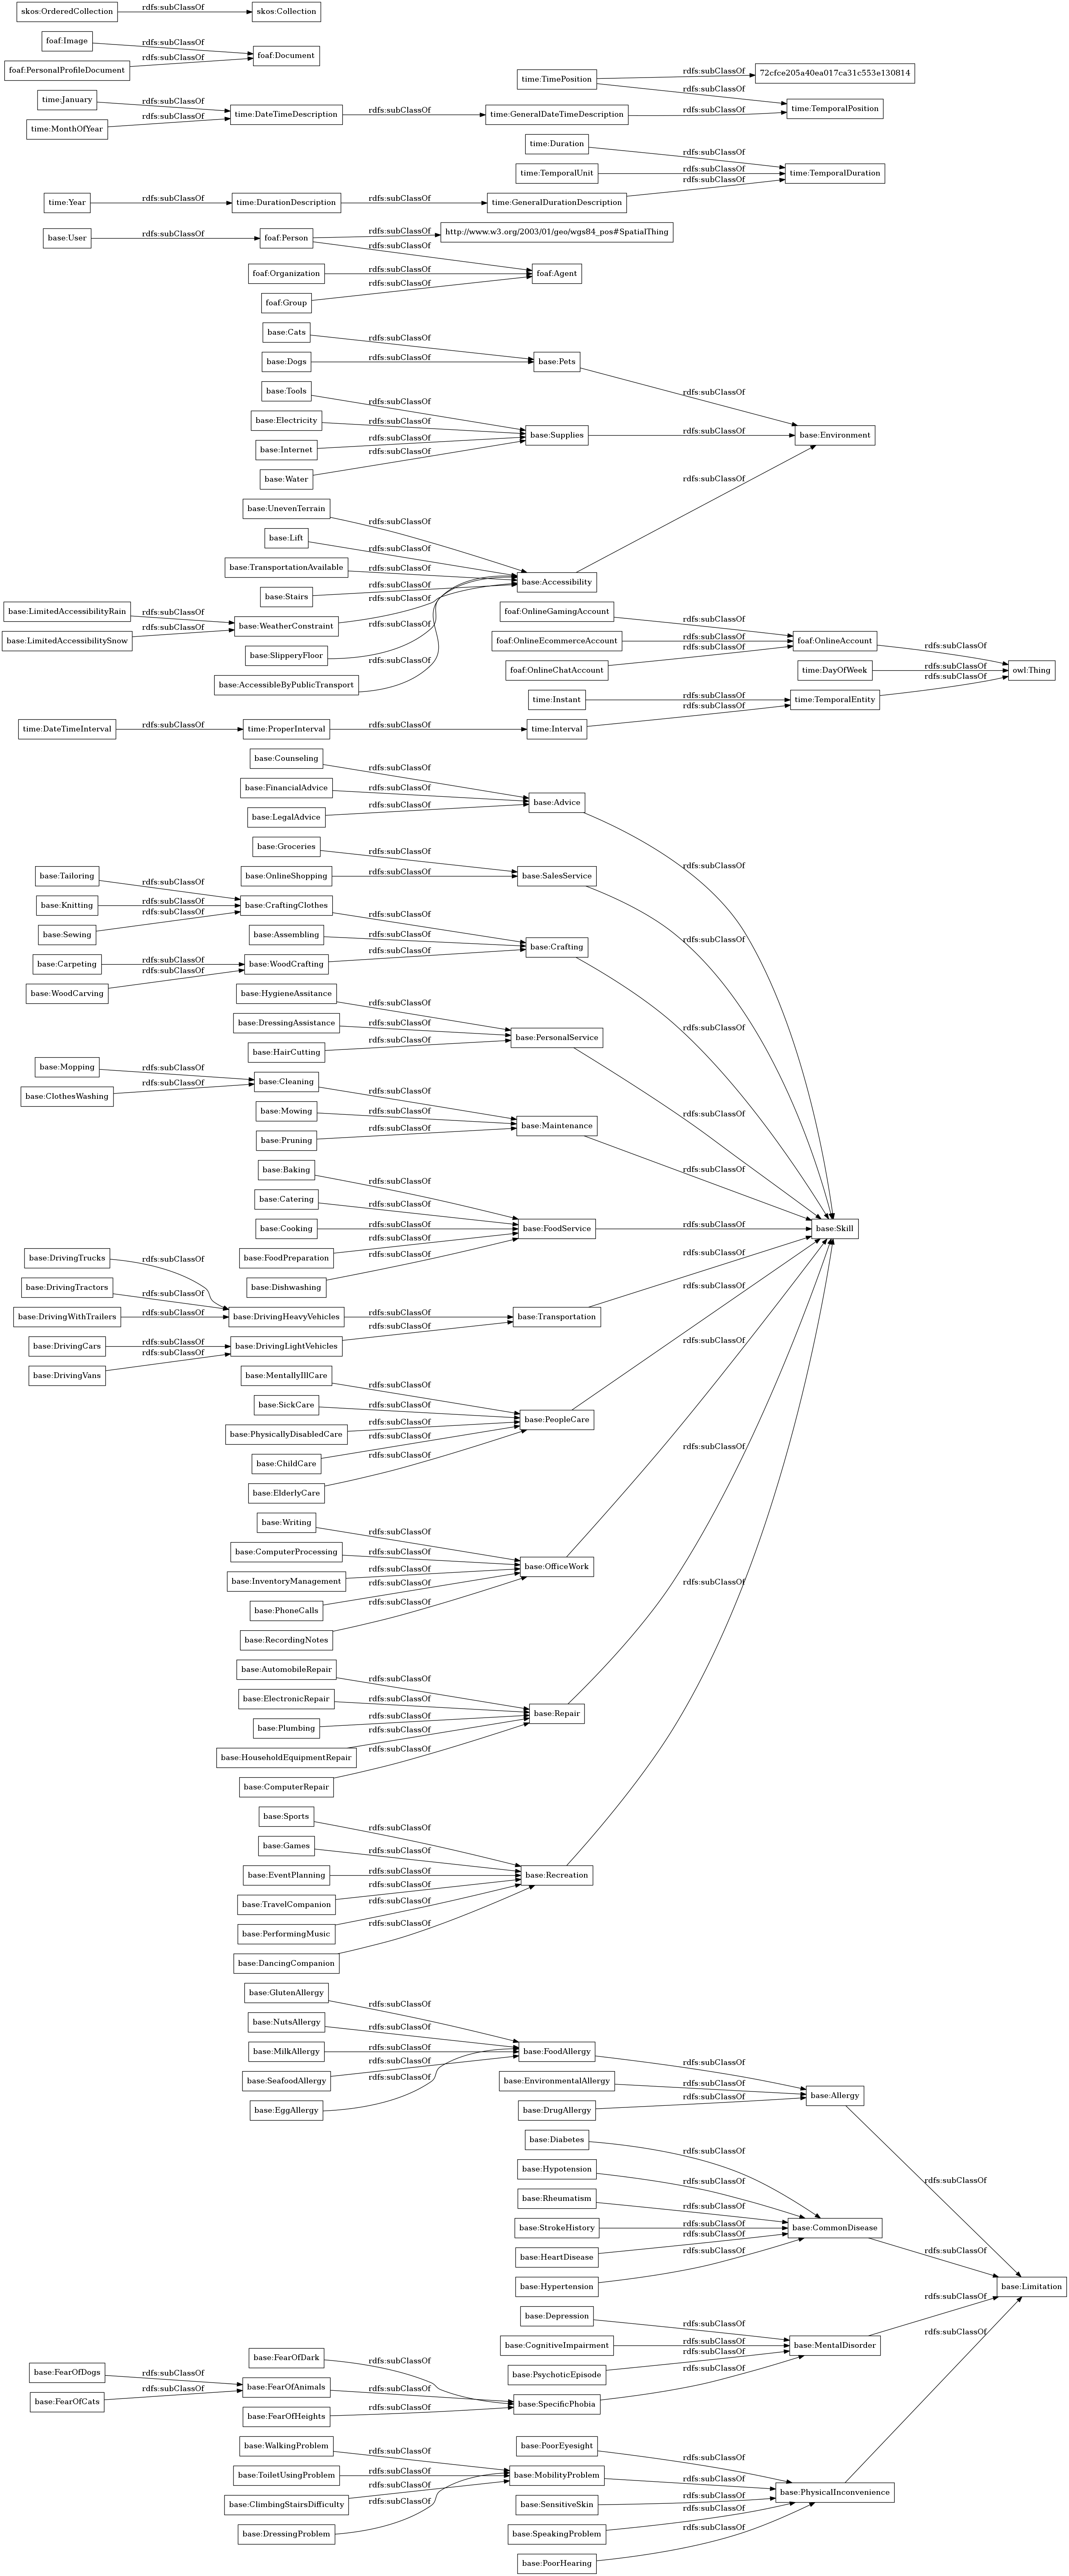 skos:OrderedCollection
rdfs:subClassOf
skos:Collection
foaf:Image
rdfs:subClassOf
foaf:Document
foaf:PersonalProfileDocument
rdfs:subClassOf
time:TimePosition
rdfs:subClassOf
72cfce205a40ea017ca31c553e130814
rdfs:subClassOf
time:January
rdfs:subClassOf
time:MonthOfYear
rdfs:subClassOf
time:DateTimeDescription
rdfs:subClassOf
time:GeneralDateTimeDescription
rdfs:subClassOf
time:TemporalPosition
time:Duration
rdfs:subClassOf
time:TemporalUnit
rdfs:subClassOf
time:TemporalDuration
time:Year
rdfs:subClassOf
time:DurationDescription
rdfs:subClassOf
time:GeneralDurationDescription
rdfs:subClassOf
base:User
rdfs:subClassOf
foaf:Person
rdfs:subClassOf
http://www.w3.org/2003/01/geo/wgs84_pos#SpatialThing
rdfs:subClassOf
foaf:Organization
rdfs:subClassOf
foaf:Agent
foaf:Group
rdfs:subClassOf
base:Cats
rdfs:subClassOf
base:Dogs
rdfs:subClassOf
base:Pets
rdfs:subClassOf
base:Tools
rdfs:subClassOf
base:Electricity
rdfs:subClassOf
base:Internet
rdfs:subClassOf
base:Water
rdfs:subClassOf
base:Supplies
rdfs:subClassOf
base:Environment
base:UnevenTerrain
rdfs:subClassOf
base:Lift
rdfs:subClassOf
base:TransportationAvailable
rdfs:subClassOf
base:Stairs
rdfs:subClassOf
base:Accessibility
rdfs:subClassOf
base:LimitedAccessibilityRain
rdfs:subClassOf
base:LimitedAccessibilitySnow
rdfs:subClassOf
base:WeatherConstraint
rdfs:subClassOf
base:SlipperyFloor
rdfs:subClassOf
base:AccessibleByPublicTransport
rdfs:subClassOf
foaf:OnlineGamingAccount
rdfs:subClassOf
foaf:OnlineEcommerceAccount
rdfs:subClassOf
foaf:OnlineChatAccount
rdfs:subClassOf
foaf:OnlineAccount
rdfs:subClassOf
time:DayOfWeek
rdfs:subClassOf
owl:Thing
time:Instant
rdfs:subClassOf
time:TemporalEntity
rdfs:subClassOf
time:DateTimeInterval
rdfs:subClassOf
time:ProperInterval
rdfs:subClassOf
time:Interval
rdfs:subClassOf
base:Counseling
rdfs:subClassOf
base:FinancialAdvice
rdfs:subClassOf
base:LegalAdvice
rdfs:subClassOf
base:Advice
rdfs:subClassOf
base:Groceries
rdfs:subClassOf
base:OnlineShopping
rdfs:subClassOf
base:SalesService
rdfs:subClassOf
base:Tailoring
rdfs:subClassOf
base:Knitting
rdfs:subClassOf
base:Sewing
rdfs:subClassOf
base:CraftingClothes
rdfs:subClassOf
base:Assembling
rdfs:subClassOf
base:Carpeting
rdfs:subClassOf
base:WoodCarving
rdfs:subClassOf
base:WoodCrafting
rdfs:subClassOf
base:Crafting
rdfs:subClassOf
base:HygieneAssitance
rdfs:subClassOf
base:DressingAssistance
rdfs:subClassOf
base:HairCutting
rdfs:subClassOf
base:PersonalService
rdfs:subClassOf
base:Mopping
rdfs:subClassOf
base:ClothesWashing
rdfs:subClassOf
base:Cleaning
rdfs:subClassOf
base:Mowing
rdfs:subClassOf
base:Pruning
rdfs:subClassOf
base:Maintenance
rdfs:subClassOf
base:Baking
rdfs:subClassOf
base:Catering
rdfs:subClassOf
base:Cooking
rdfs:subClassOf
base:FoodPreparation
rdfs:subClassOf
base:Dishwashing
rdfs:subClassOf
base:FoodService
rdfs:subClassOf
base:Skill
base:DrivingTrucks
rdfs:subClassOf
base:DrivingTractors
rdfs:subClassOf
base:DrivingWithTrailers
rdfs:subClassOf
base:DrivingHeavyVehicles
rdfs:subClassOf
base:DrivingCars
rdfs:subClassOf
base:DrivingVans
rdfs:subClassOf
base:DrivingLightVehicles
rdfs:subClassOf
base:Transportation
rdfs:subClassOf
base:MentallyIllCare
rdfs:subClassOf
base:SickCare
rdfs:subClassOf
base:PhysicallyDisabledCare
rdfs:subClassOf
base:ChildCare
rdfs:subClassOf
base:ElderlyCare
rdfs:subClassOf
base:PeopleCare
rdfs:subClassOf
base:Writing
rdfs:subClassOf
base:ComputerProcessing
rdfs:subClassOf
base:InventoryManagement
rdfs:subClassOf
base:PhoneCalls
rdfs:subClassOf
base:RecordingNotes
rdfs:subClassOf
base:OfficeWork
rdfs:subClassOf
base:AutomobileRepair
rdfs:subClassOf
base:ElectronicRepair
rdfs:subClassOf
base:Plumbing
rdfs:subClassOf
base:HouseholdEquipmentRepair
rdfs:subClassOf
base:ComputerRepair
rdfs:subClassOf
base:Repair
rdfs:subClassOf
base:Sports
rdfs:subClassOf
base:Games
rdfs:subClassOf
base:EventPlanning
rdfs:subClassOf
base:TravelCompanion
rdfs:subClassOf
base:PerformingMusic
rdfs:subClassOf
base:DancingCompanion
rdfs:subClassOf
base:Recreation
base:GlutenAllergy
rdfs:subClassOf
base:NutsAllergy
rdfs:subClassOf
base:MilkAllergy
rdfs:subClassOf
base:SeafoodAllergy
rdfs:subClassOf
base:EggAllergy
rdfs:subClassOf
base:FoodAllergy
rdfs:subClassOf
base:EnvironmentalAllergy
rdfs:subClassOf
base:DrugAllergy
rdfs:subClassOf
base:Allergy
rdfs:subClassOf
base:Diabetes
rdfs:subClassOf
base:Hypotension
rdfs:subClassOf
base:Rheumatism
rdfs:subClassOf
base:StrokeHistory
rdfs:subClassOf
base:HeartDisease
rdfs:subClassOf
base:Hypertension
rdfs:subClassOf
base:CommonDisease
rdfs:subClassOf
base:Limitation
base:Depression
rdfs:subClassOf
base:CognitiveImpairment
rdfs:subClassOf
base:PsychoticEpisode
rdfs:subClassOf
base:MentalDisorder
rdfs:subClassOf
base:FearOfDark
rdfs:subClassOf
base:FearOfDogs
rdfs:subClassOf
base:FearOfCats
rdfs:subClassOf
base:FearOfAnimals
rdfs:subClassOf
base:FearOfHeights
rdfs:subClassOf
base:SpecificPhobia
rdfs:subClassOf
base:WalkingProblem
rdfs:subClassOf
base:ToiletUsingProblem
rdfs:subClassOf
base:ClimbingStairsDifficulty
rdfs:subClassOf
base:DressingProblem
rdfs:subClassOf
base:PoorEyesight
rdfs:subClassOf
base:MobilityProblem
rdfs:subClassOf
base:SensitiveSkin
rdfs:subClassOf
base:SpeakingProblem
rdfs:subClassOf
base:PoorHearing
rdfs:subClassOf
base:PhysicalInconvenience
rdfs:subClassOf